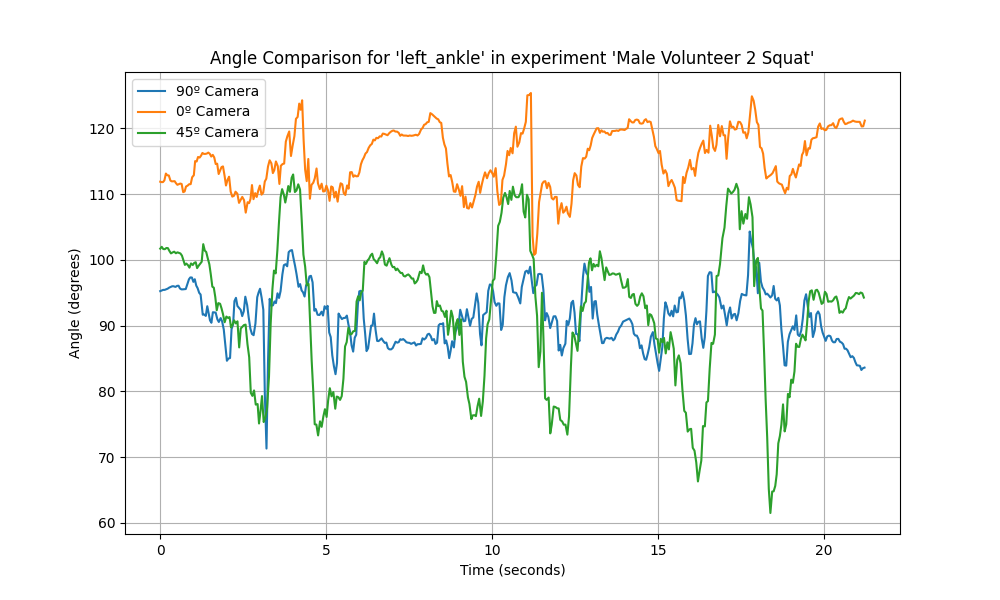 Angle Comparison for 'left_ankle' in experiment 'Male Volunteer 2 Squat'
90º Camera
0º Camera
45º Camera
120
110
100
90
80
70
60
Angle (degrees)
0
5
10
15
20
Time (seconds)